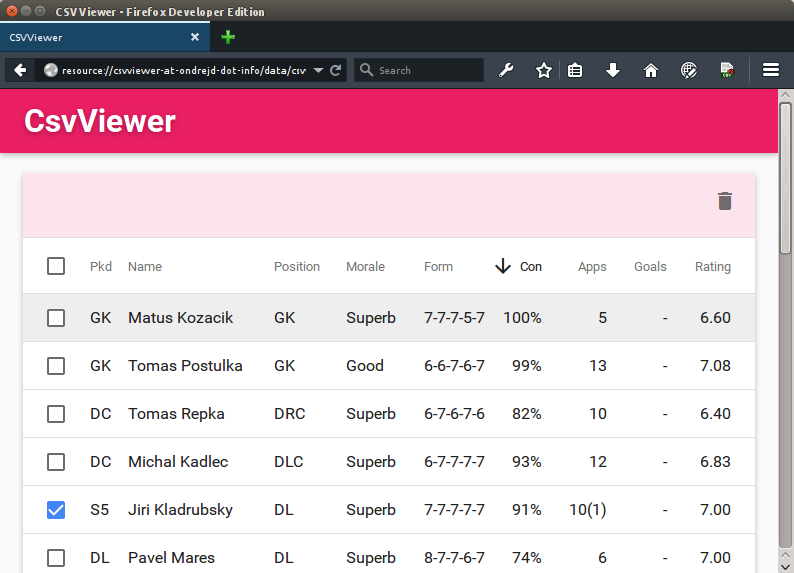 CSVViewer - Firefox Developer Edition
CSVViewer
resource://csvviewer-at-ondrejd-dot-info/data/csv
Search
CSV
CsvViewer
Pkd Name Position Morale Form Con Apps Goals Rating
GK Matus Kozacik GK Superb 7-7-7-5-7 100% 5 - 6.60
GK Tomas Postulka GK Good 6-6-7-6-7 99% 13 - 7.08
DC Tomas Repka DRC Superb 6-7-6-7-6 82% 10 - 6.40
DC Michal Kadlec DLC Superb 6-7-7-7-7 93% 12 - 6.83
S5 Jiri Kladrubsky DL Superb 7-7-7-7-7 91% 10(1) - 7.00
DL Pavel Mares DL Superb 8-7-7-6-7 74% 6 - 7.00